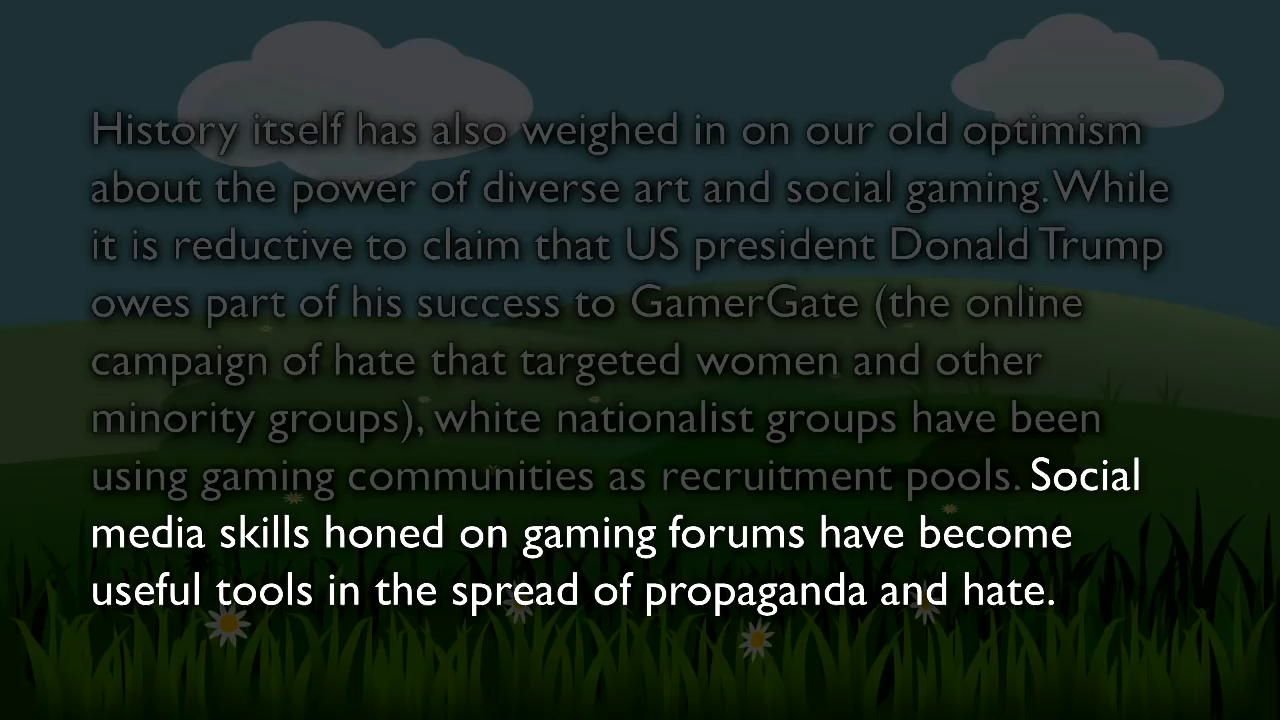 History itself has also weighed in on our old optimism
about the power of diverse art and social gaming. While
it is reductive to claim that US president Donald Trump
owes part of his success to GamerGate (the online
campaign of hate that targeted women and other
minority groups), white nationalist groups have been
using gaming communities as recruitment pools. Social
media skills honed on gaming forums have become
useful tools in the spread of propaganda and hate.